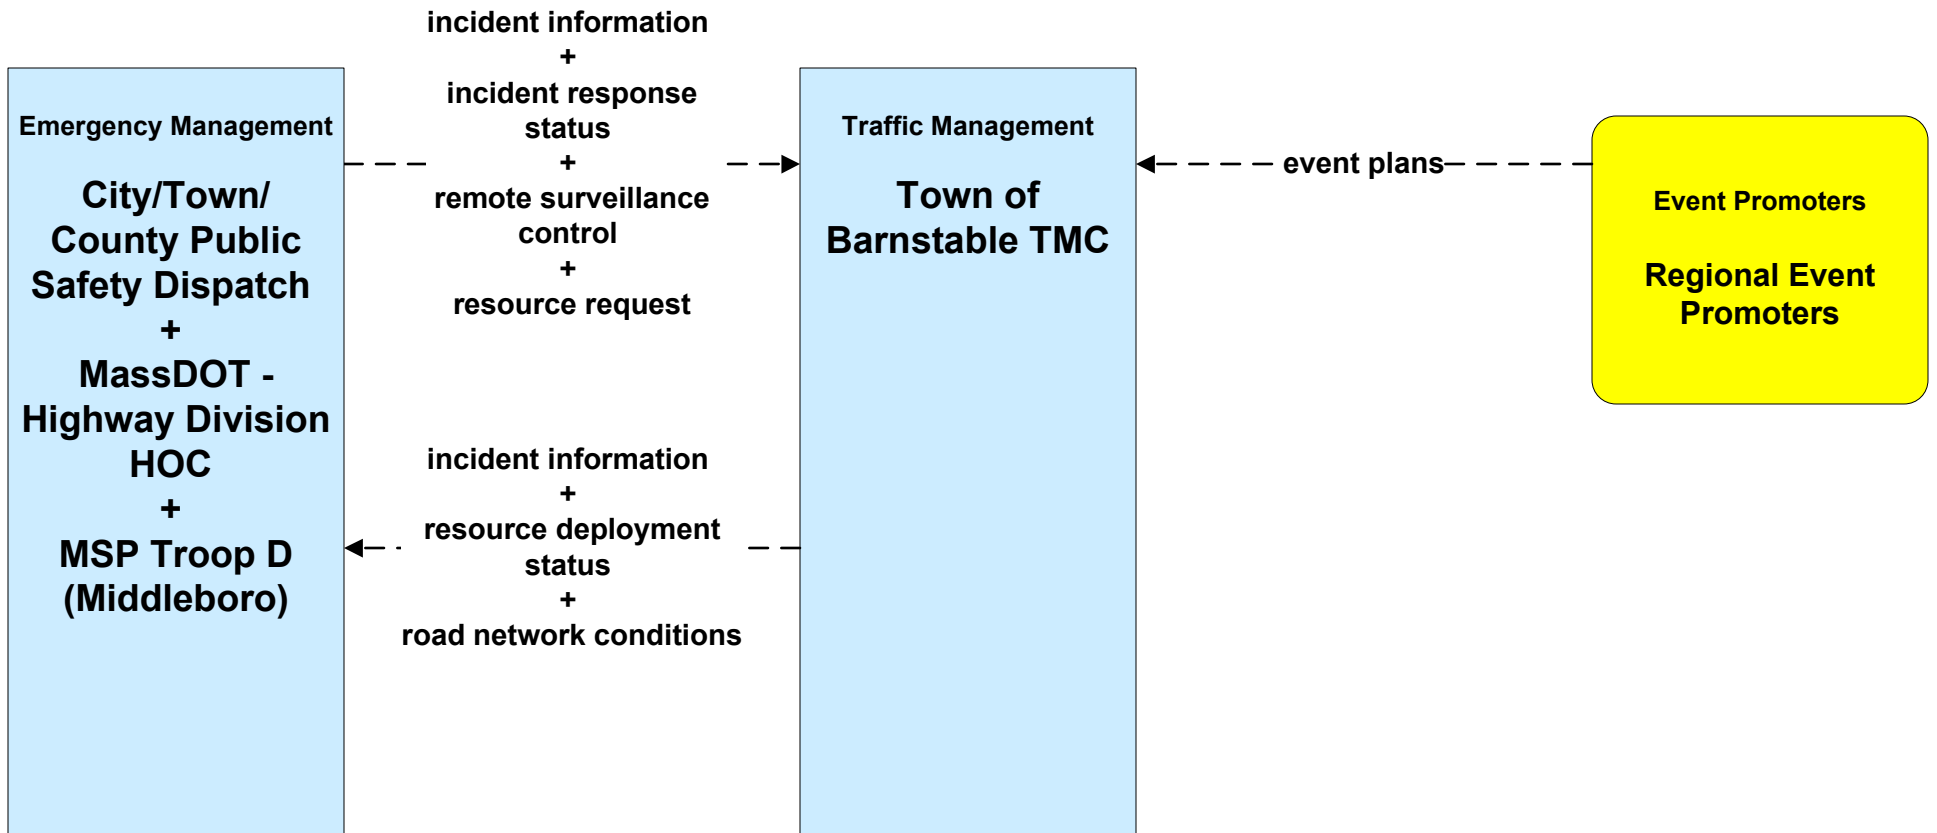 Emergency Management
City/Town/
County Public
Safety Dispatch
+
MassDOT -
Highway Division
HOC
+
MSP Troop D
(Middleboro)
incident information
+
incident response
status
+
remote surveillance
control
+
resource request
incident information
+
resource deployment
status
+
road network conditions
Traffic Management
Town of
Barnstable TMC
event plans
Event Promoters
Regional Event
Promoters